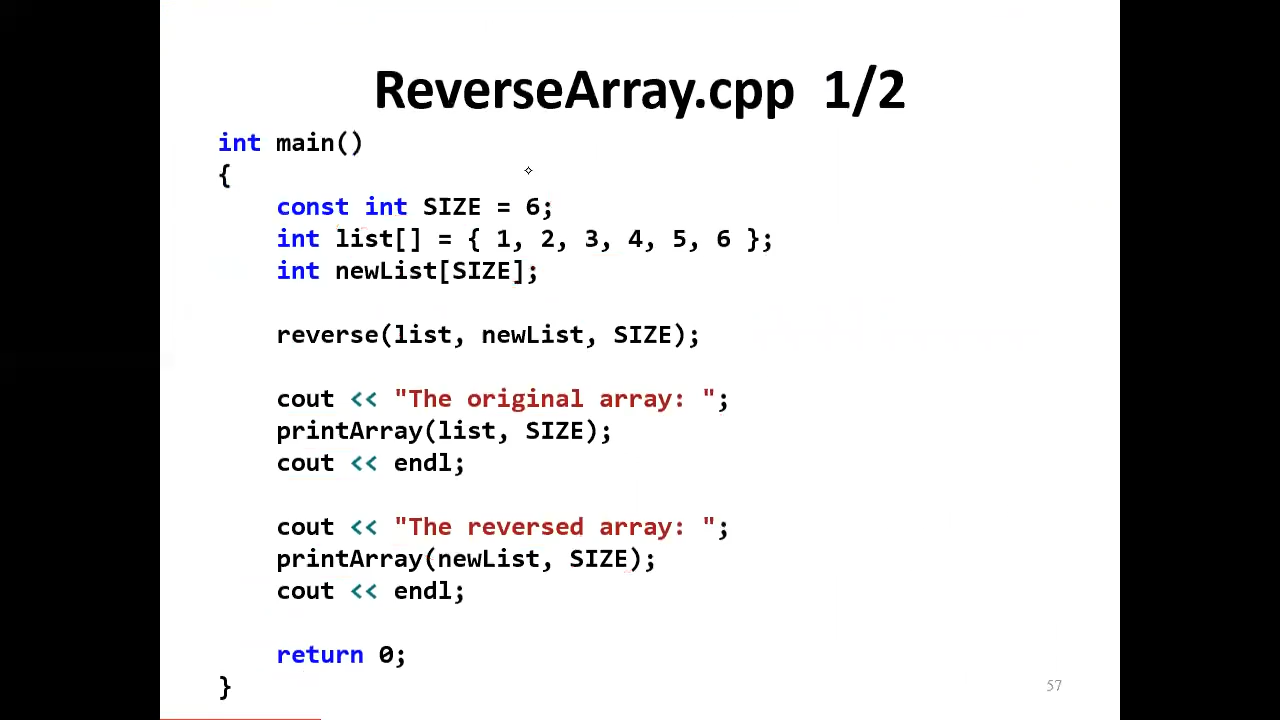 ReverseArray.cpp 1/2
int main()
{
    const int SIZE = 6;
    int list[] = { 1, 2, 3, 4, 5, 6 };
    int newList[SIZE];

    reverse(list, newList, SIZE);

    cout << "The original array: ";
    printArray(list, SIZE);
    cout << endl;

    cout << "The reversed array: ";
    printArray(newList, SIZE);
    cout << endl;

    return 0;
}
57